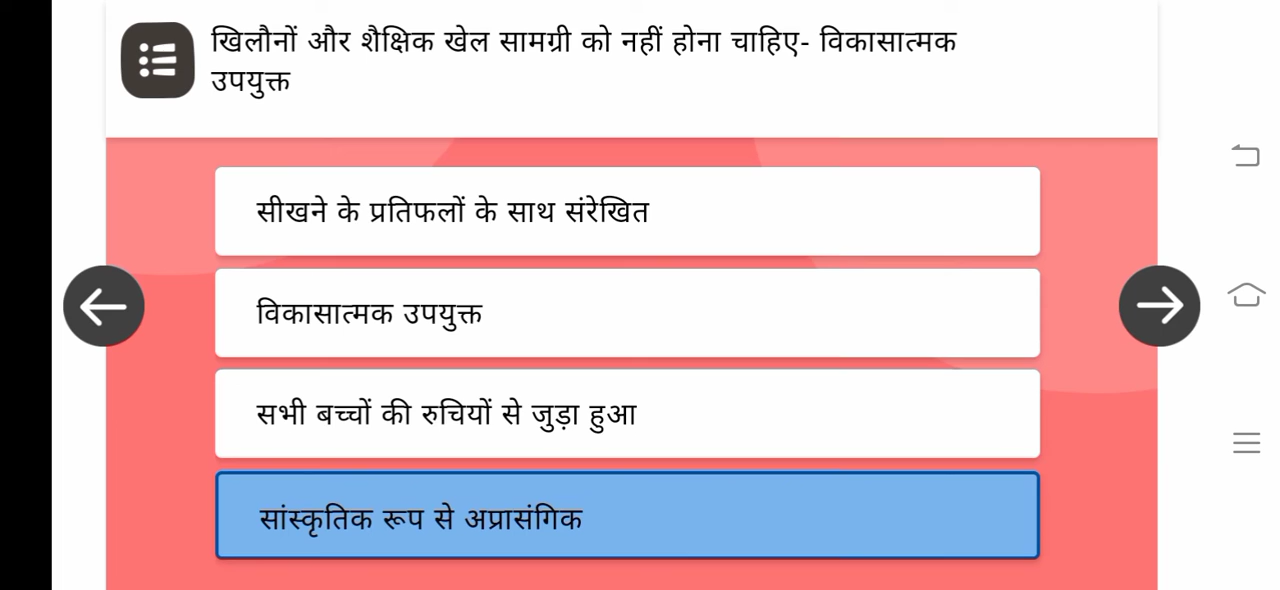 खिलौनों और शैक्षिक खेल सामग्री को नहीं होना चाहिए- विकासात्मक
उपयुक्त
सीखने के प्रतिफलों के साथ संरेखित
विकासात्मक उपयुक्त
सभी बच्चों की रुचियों से जुड़ा हुआ
सांस्कृतिक रूप से अप्रासंगिक